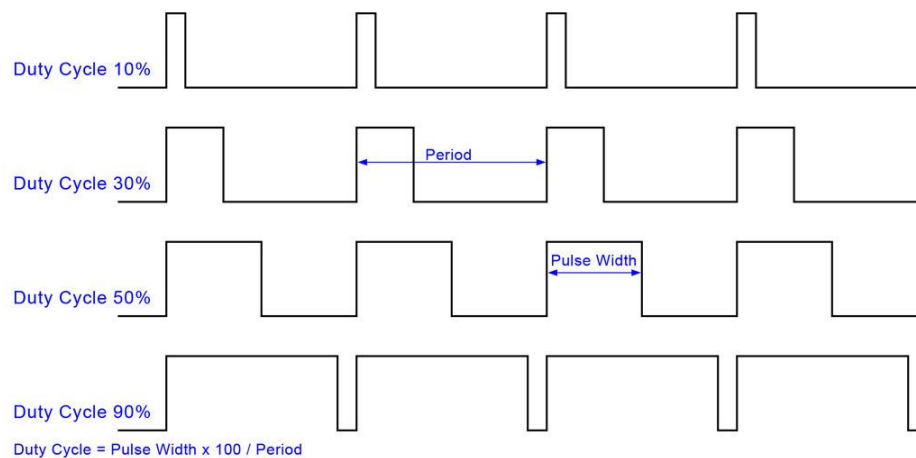 Duty Cycle 10%
Period
Duty Cycle 30%
Pulse Width
Duty Cycle 50%
Duty Cycle 90%
Duty Cycle = Pulse Width x 100 / Period